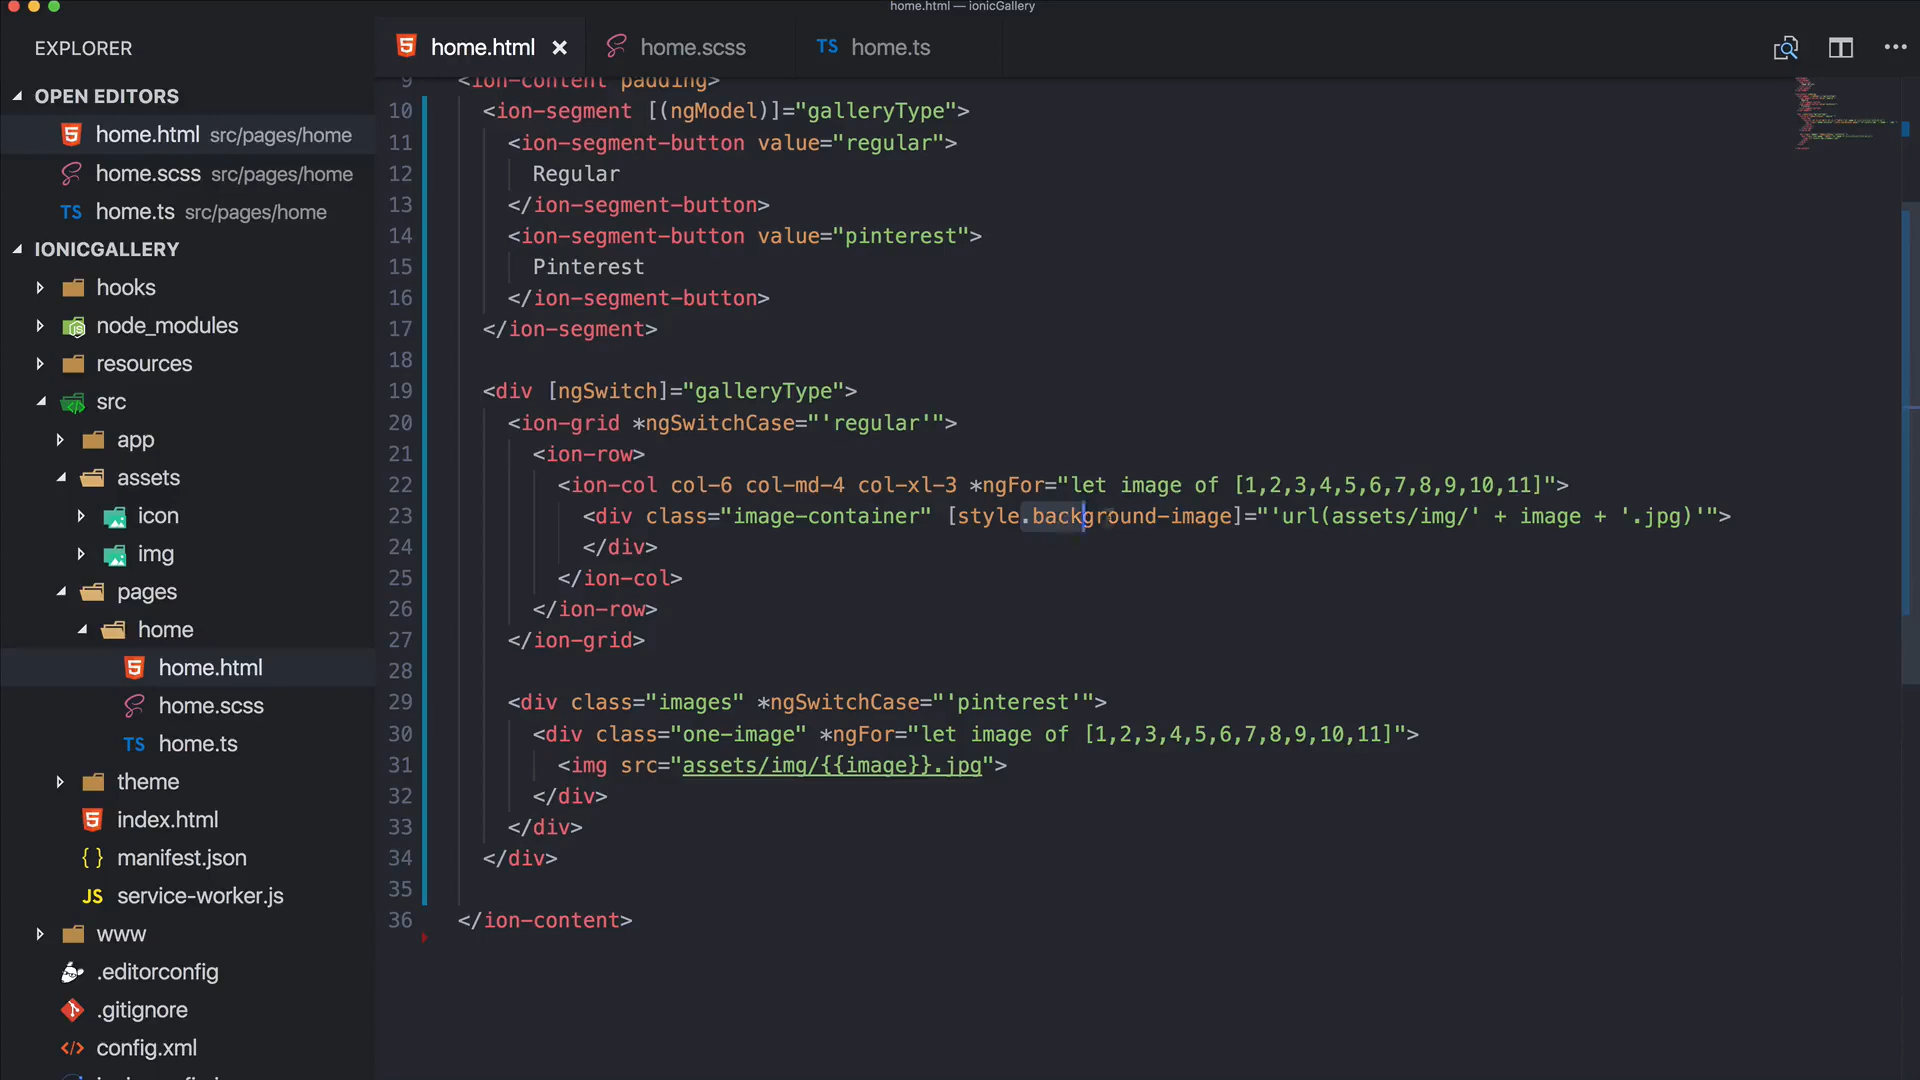 home.html — ionicGallery
EXPLORER
OPEN EDITORS
home.html src/pages/home
home.scss src/pages/home
TS home.ts src/pages/home
IONICGALLERY
hooks
node_modules
resources
src
app
assets
icon
img
pages
home
home.html
home.scss
TS home.ts
theme
index.html
{ } manifest.json
JS service-worker.js
www
.editorconfig
.gitignore
config.xml
home.html
home.scss
TS home.ts
9 <ion-content padding>
10 <ion-segment [(ngModel)]="galleryType">
11 <ion-segment-button value="regular">
12 Regular
13 </ion-segment-button>
14 <ion-segment-button value="pinterest">
15 Pinterest
16 </ion-segment-button>
17 </ion-segment>
18
19 <div [ngSwitch]="galleryType">
20 <ion-grid *ngSwitchCase="'regular'">
21 <ion-row>
22 <ion-col col-6 col-md-4 col-xl-3 *ngFor="let image of [1,2,3,4,5,6,7,8,9,10,11]">
23 <div class="image-container" [style.background-image]="'url(assets/img/' + image + '.jpg)'">
24 </div>
25 </ion-col>
26 </ion-row>
27 </ion-grid>
28
29 <div class="images" *ngSwitchCase="'pinterest'">
30 <div class="one-image" *ngFor="let image of [1,2,3,4,5,6,7,8,9,10,11]">
31 <img src="assets/img/{{image}}.jpg">
32 </div>
33 </div>
34 </div>
35
36 </ion-content>